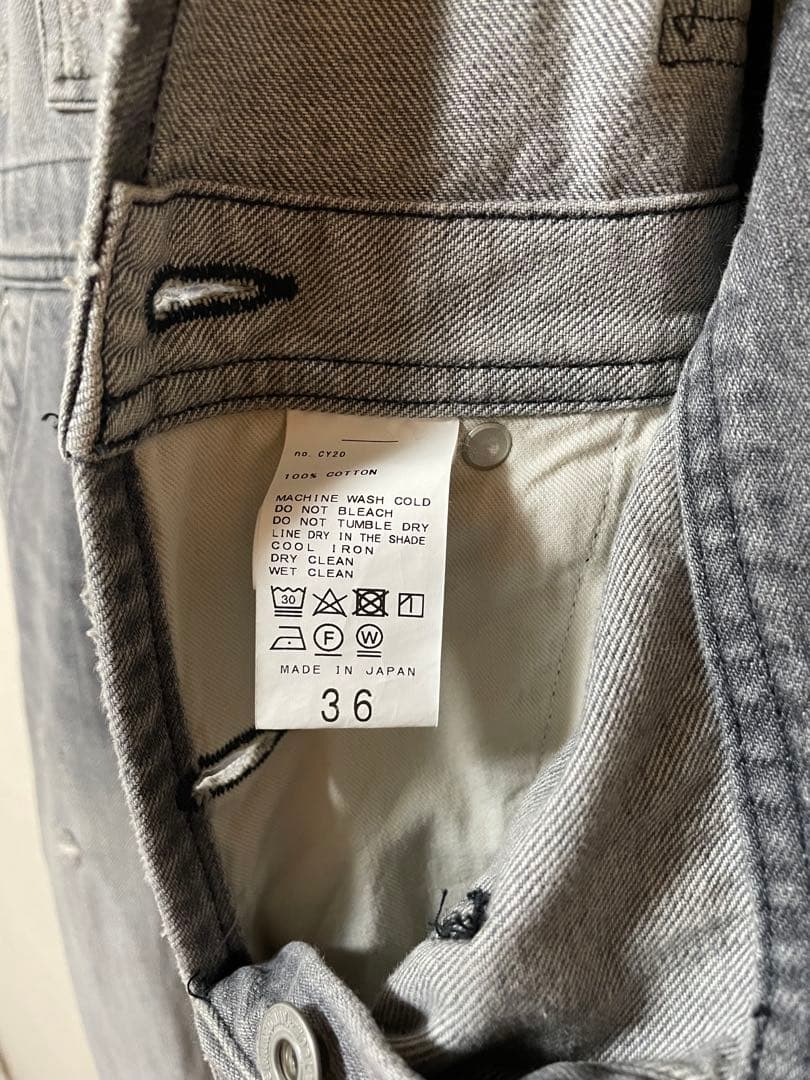 no. CY20
100% COTTON
MACHINE WASH COLD
DO NOT BLEACH
DO NOT TUMBLE DRY
LINE DRY IN THE SHADE
COOL IRON
DRY CLEAN
WET CLEAN
30
F W
MADE IN JAPAN
36